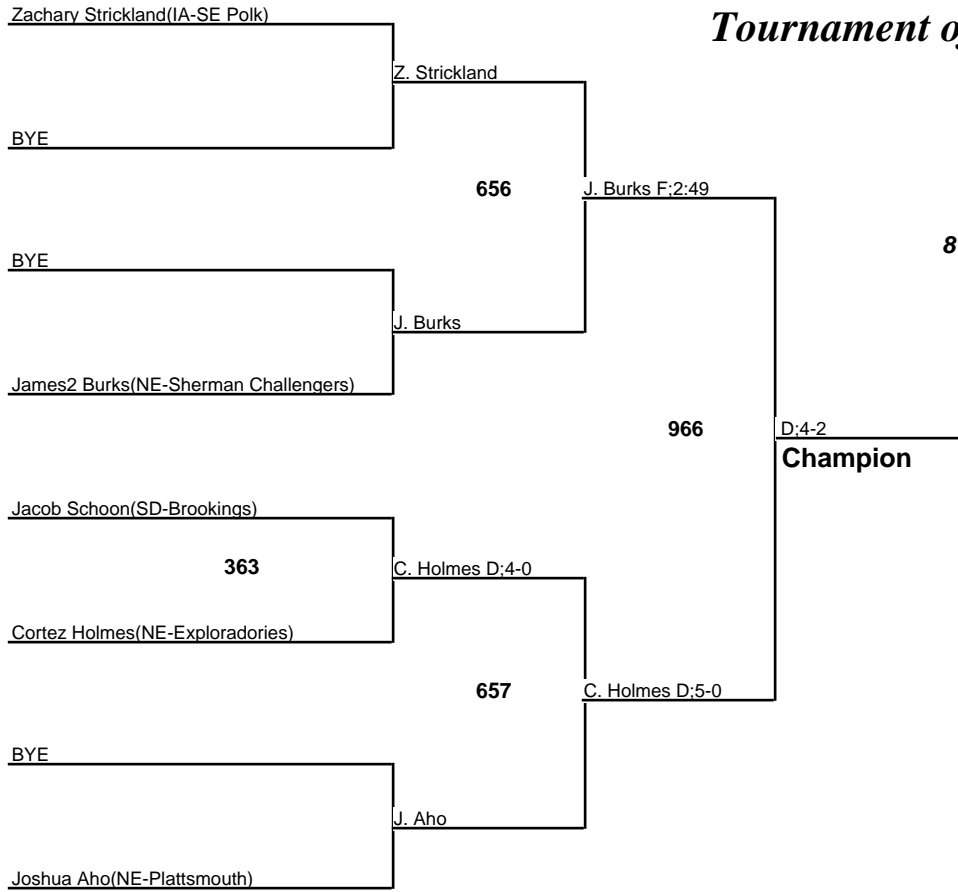 Zachary Strickland(IA-SE Polk)
Tournament o
Z. Strickland
BYE
656
J. Burks F;2:49
8
BYE
J. Burks
James2 Burks(NE-Sherman Challengers)
966
D;4-2
Champion
Jacob Schoon(SD-Brookings)
363
C. Holmes D;4-0
Cortez Holmes(NE-Exploradories)
657
C. Holmes D;5-0
BYE
J. Aho
Joshua Aho(NE-Plattsmouth)